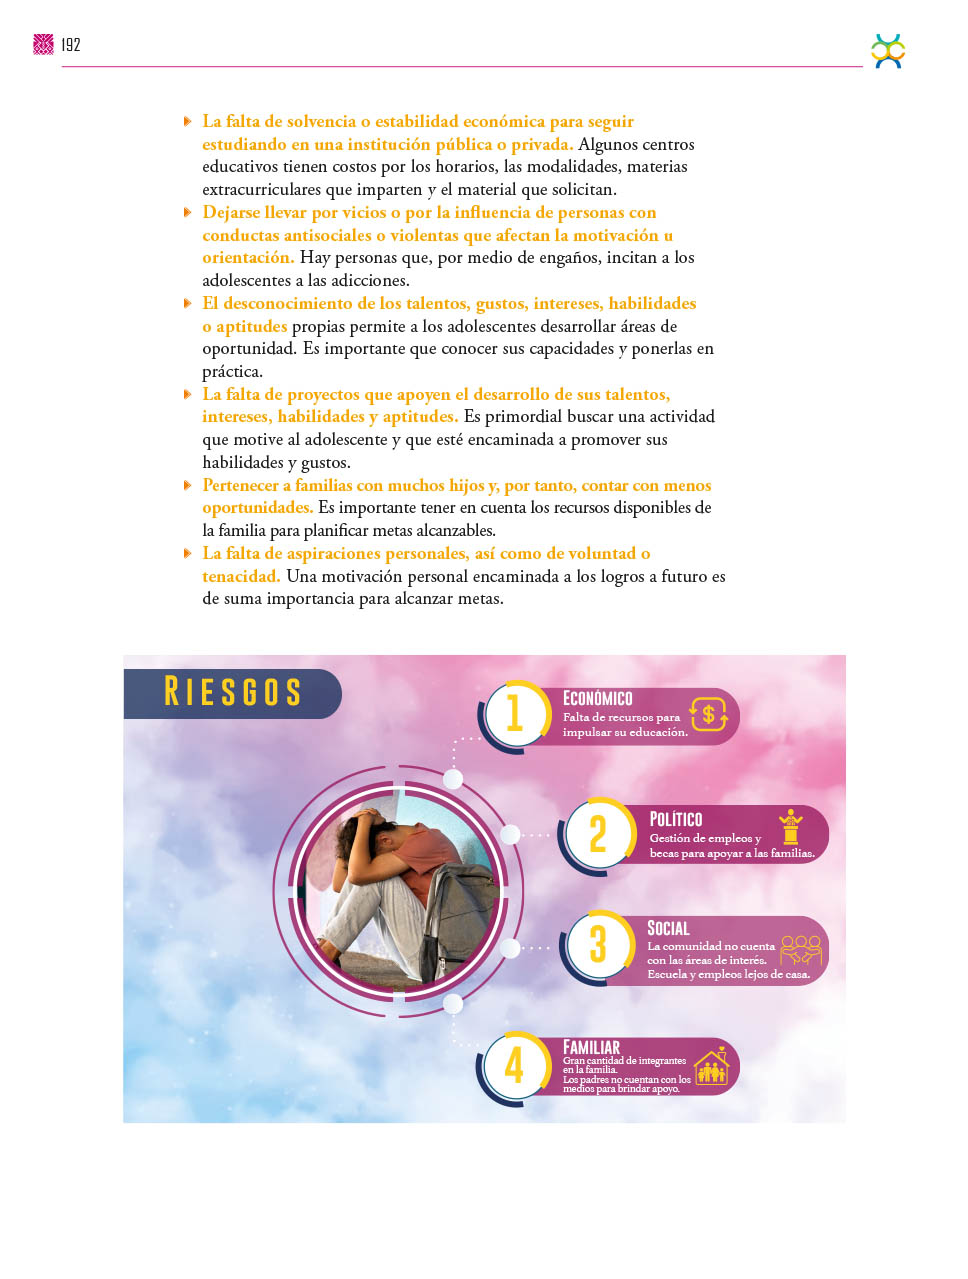 192
La falta de solvencia o estabilidad económica para seguir
estudiando en una institución pública o privada. Algunos centros
educativos tienen costos por los horarios, las modalidades, materias
extracurriculares que imparten y el material que solicitan.
Dejarse llevar por vicios o por la influencia de personas con
conductas antisociales o violentas que afectan la motivación u
orientación. Hay personas que, por medio de engaños, incitan a los
adolescentes a las adicciones.
El desconocimiento de los talentos, gustos, intereses, habilidades
o aptitudes propias permite a los adolescentes desarrollar áreas de
oportunidad. Es importante que conocer sus capacidades y ponerlas en
práctica.
La falta de proyectos que apoyen el desarrollo de sus talentos,
intereses, habilidades y aptitudes. Es primordial buscar una actividad
que motive al adolescente y que esté encaminada a promover sus
habilidades y gustos.
Pertenecer a familias con muchos hijos y, por tanto, contar con menos
oportunidades. Es importante tener en cuenta los recursos disponibles de
la familia para planificar metas alcanzables.
La falta de aspiraciones personales, así como de voluntad o
tenacidad. Una motivación personal encaminada a los logros a futuro es
de suma importancia para alcanzar metas.
RIESGOS
1
ECONÓMICO
Falta de recursos para
impulsar su educación.
$
2
POLÍTICO
Gestión de empleos y
becas para apoyar a las familias.
3
SOCIAL
La comunidad no cuenta
con las áreas de interés.
Escuela y empleos lejos de casa.
4
FAMILIAR
Gran cantidad de integrantes
en la familia.
Los padres no cuentan con los
medios para brindar apoyo.